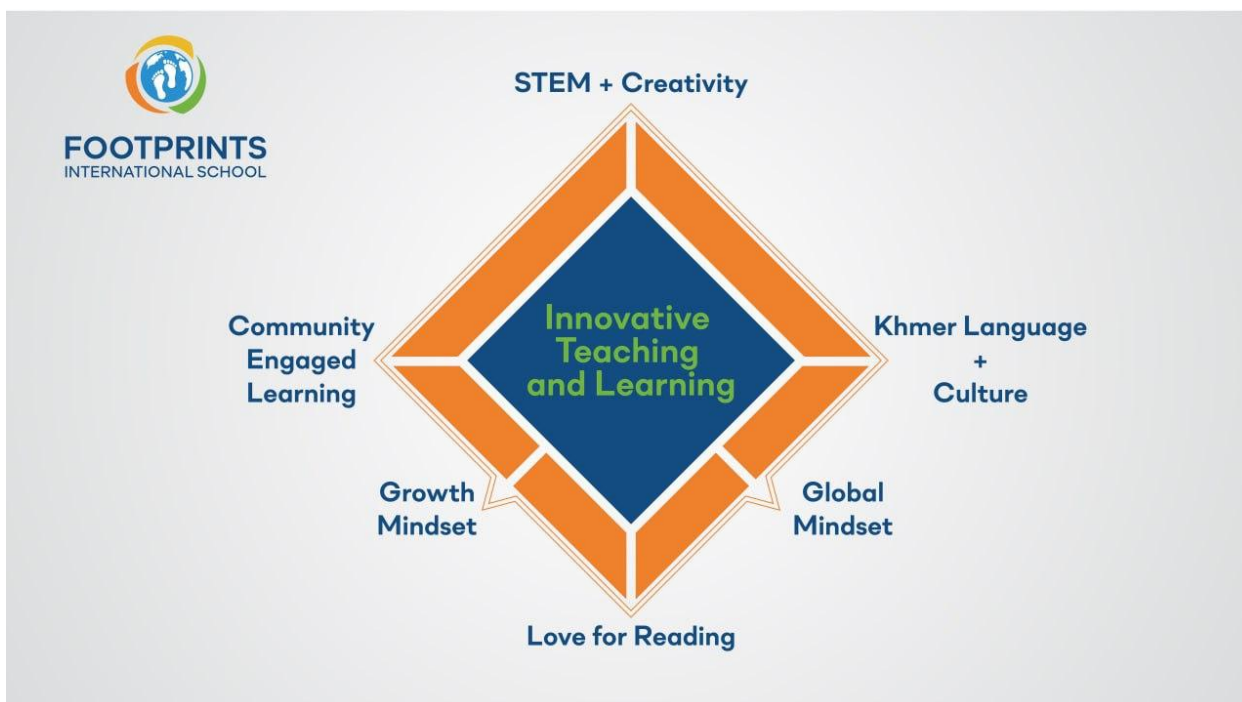 FOOTPRINTS
INTERNATIONAL SCHOOL
STEM + Creativity
Community
Engaged
Learning
Innovative
Teaching
and Learning
Khmer Language
+
Culture
Growth
Mindset
Global
Mindset
Love for Reading